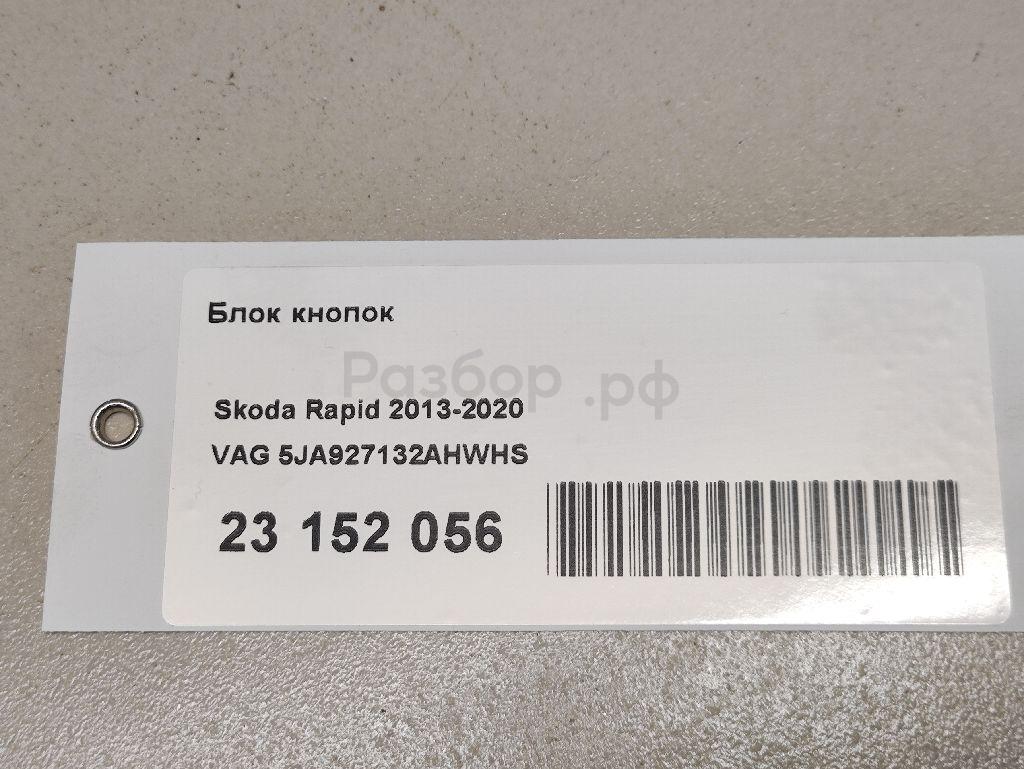 Блок кнопок
Разбор.рф
Skoda Rapid 2013-2020
VAG 5JA927132AHWHS
23 152 056